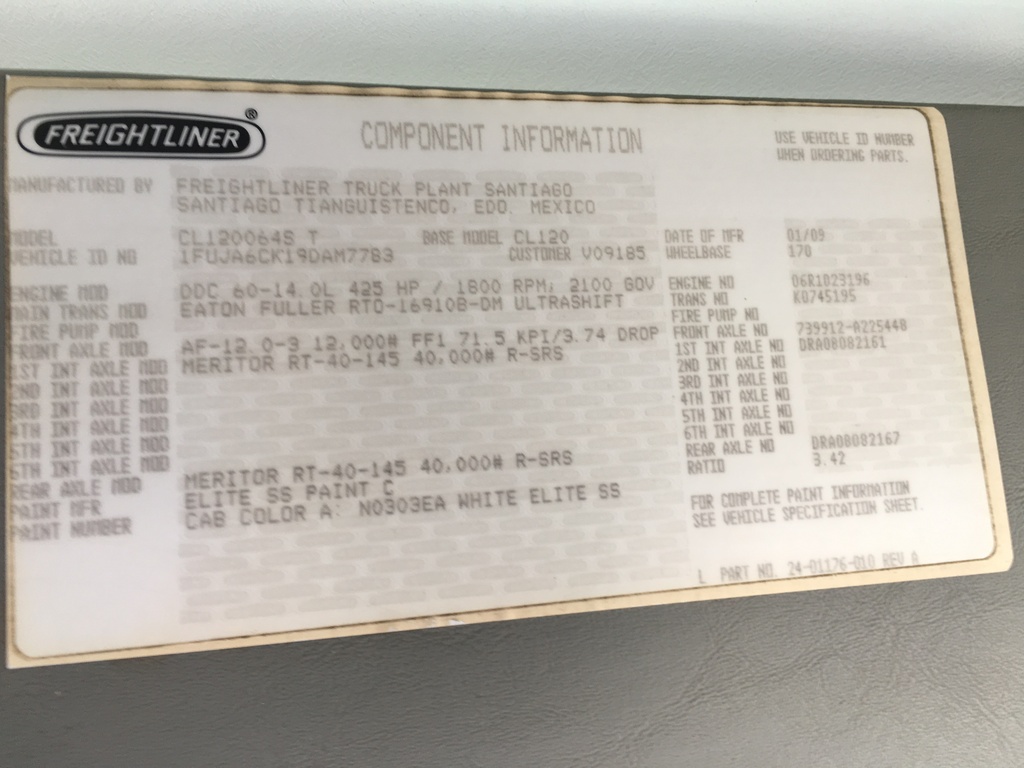 FREIGHTLINER ®
COMPONENT INFORMATION
USE VEHICLE ID NUMBER
WHEN ORDERING PARTS.
MANUFACTURED BY FREIGHTLINER TRUCK PLANT SANTIAGO
SANTIAGO TIANGUISTENCO, EDO. MEXICO
MODEL CL120064S T BASE MODEL CL120 DATE OF MFR 01/09
VEHICLE ID NO 1FUJA6CK19DAM7783 CUSTOMER V09185 WHEELBASE 170
ENGINE MOD DDC 60-14.0L 425 HP / 1800 RPM; 2100 GOV ENGINE NO 06R1023196
MAIN TRANS MOD EATON FULLER RTO-16910B-DM ULTRASHIFT TRANS NO K0745195
FIRE PUMP MOD FIRE PUMP NO
FRONT AXLE MOD AF-12.0-3 12,000# FF1 71.5 KPI/3.74 DROP FRONT AXLE NO 739912-A225448
1ST INT AXLE MOD MERITOR RT-40-145 40,000# R-SRS 1ST INT AXLE NO DRA08082161
2ND INT AXLE MOD 2ND INT AXLE NO
3RD INT AXLE MOD 3RD INT AXLE NO
4TH INT AXLE MOD 4TH INT AXLE NO
5TH INT AXLE MOD 5TH INT AXLE NO
6TH INT AXLE MOD 6TH INT AXLE NO
REAR AXLE MOD MERITOR RT-40-145 40,000# R-SRS REAR AXLE NO DRA08082167
PAINT MFR ELITE SS PAINT C RATIO 3.42
PAINT NUMBER CAB COLOR A: N0303EA WHITE ELITE SS
FOR COMPLETE PAINT INFORMATION
SEE VEHICLE SPECIFICATION SHEET.
L PART NO. 24-01176-010 REV A